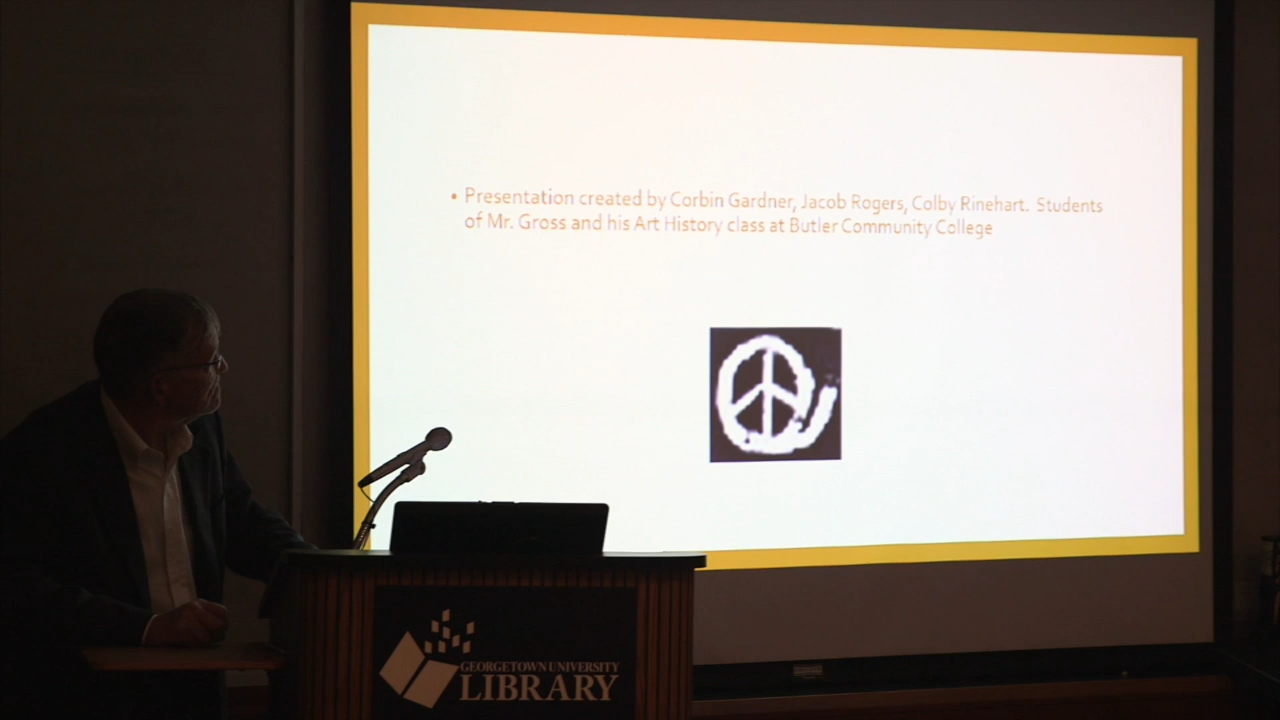 • Presentation created by Corbin Gardner, Jacob Rogers, Colby Rinehart.  Students
of Mr. Gross and his Art History class at Butler Community College
GEORGETOWN UNIVERSITY
LIBRARY